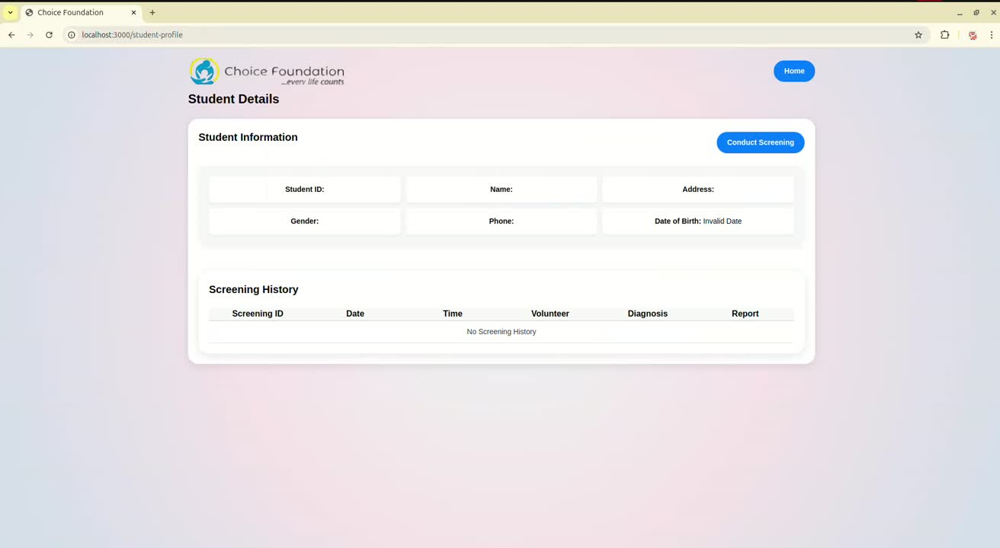 Choice Foundation
localhost:3000/student-profile
Choice Foundation
...every life counts
Home
Student Details
Student Information
Conduct Screening
Student ID:
Name:
Address:
Gender:
Phone:
Date of Birth: Invalid Date
Screening History
Screening ID Date Time Volunteer Diagnosis Report
No Screening History